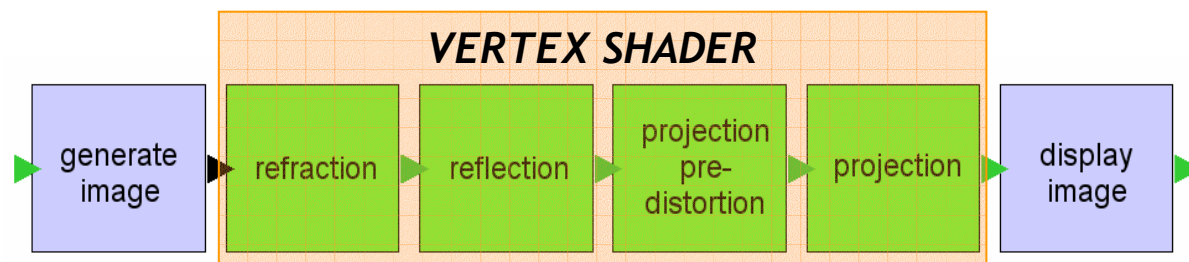 VERTEX SHADER
generate
image
refraction
reflection
projection
pre-
distortion
projection
display
image